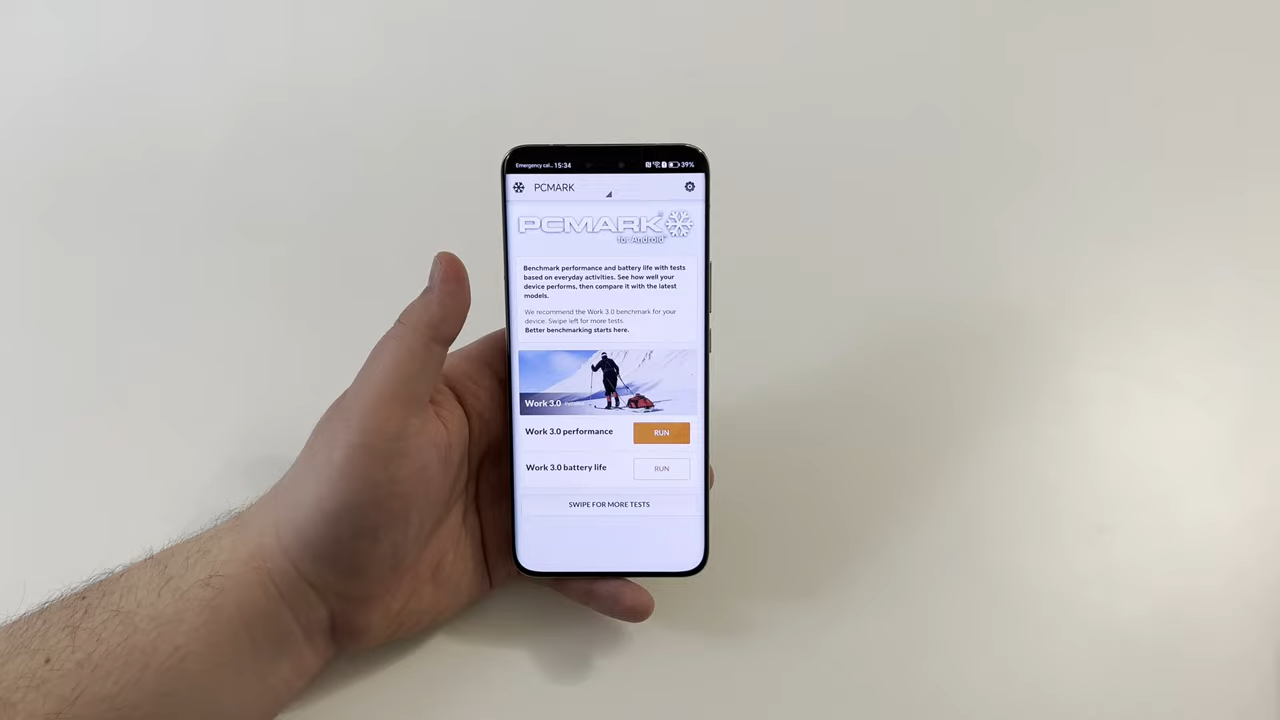 Emergency cal... 15:34
39%
PCMARK
PCMARK
for Android
Benchmark performance and battery life with tests
based on everyday activities. See how well your
device performs, then compare it with the latest
models.
We recommend the Work 3.0 benchmark for your
device. Swipe left for more tests.
Better benchmarking starts here.
Work 3.0
Work 3.0 performance
RUN
Work 3.0 battery life
RUN
SWIPE FOR MORE TESTS